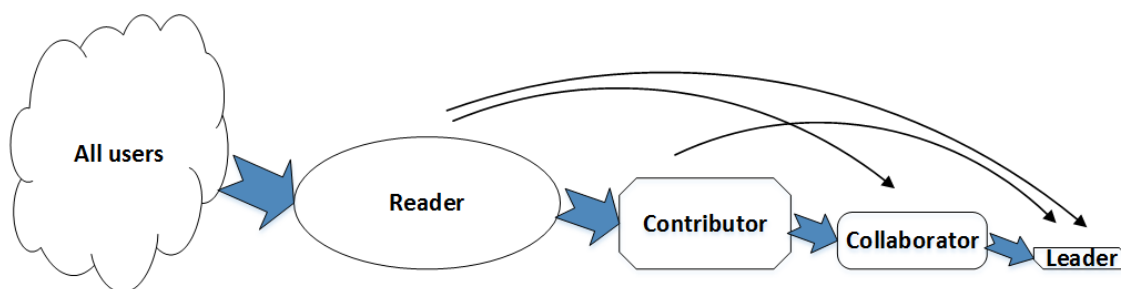 All users
Reader
Contributor
Collaborator
Leader